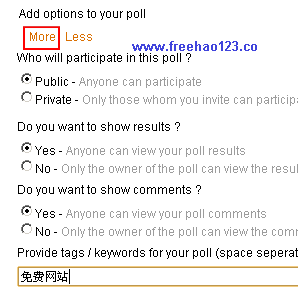 Add options to your poll
More Less
www.freehao123.co
Who will participate in this poll ?
Public - Anyone can participate
Private - Only those whom you invite can particip
Do you want to show results ?
Yes - Anyone can view your poll results
No - Only the owner of the poll can view the resul
Do you want to show comments ?
Yes - Anyone can view your poll comments
No - Only the owner of the poll can view the com
Provide tags / keywords for your poll (space seperat
免费网站